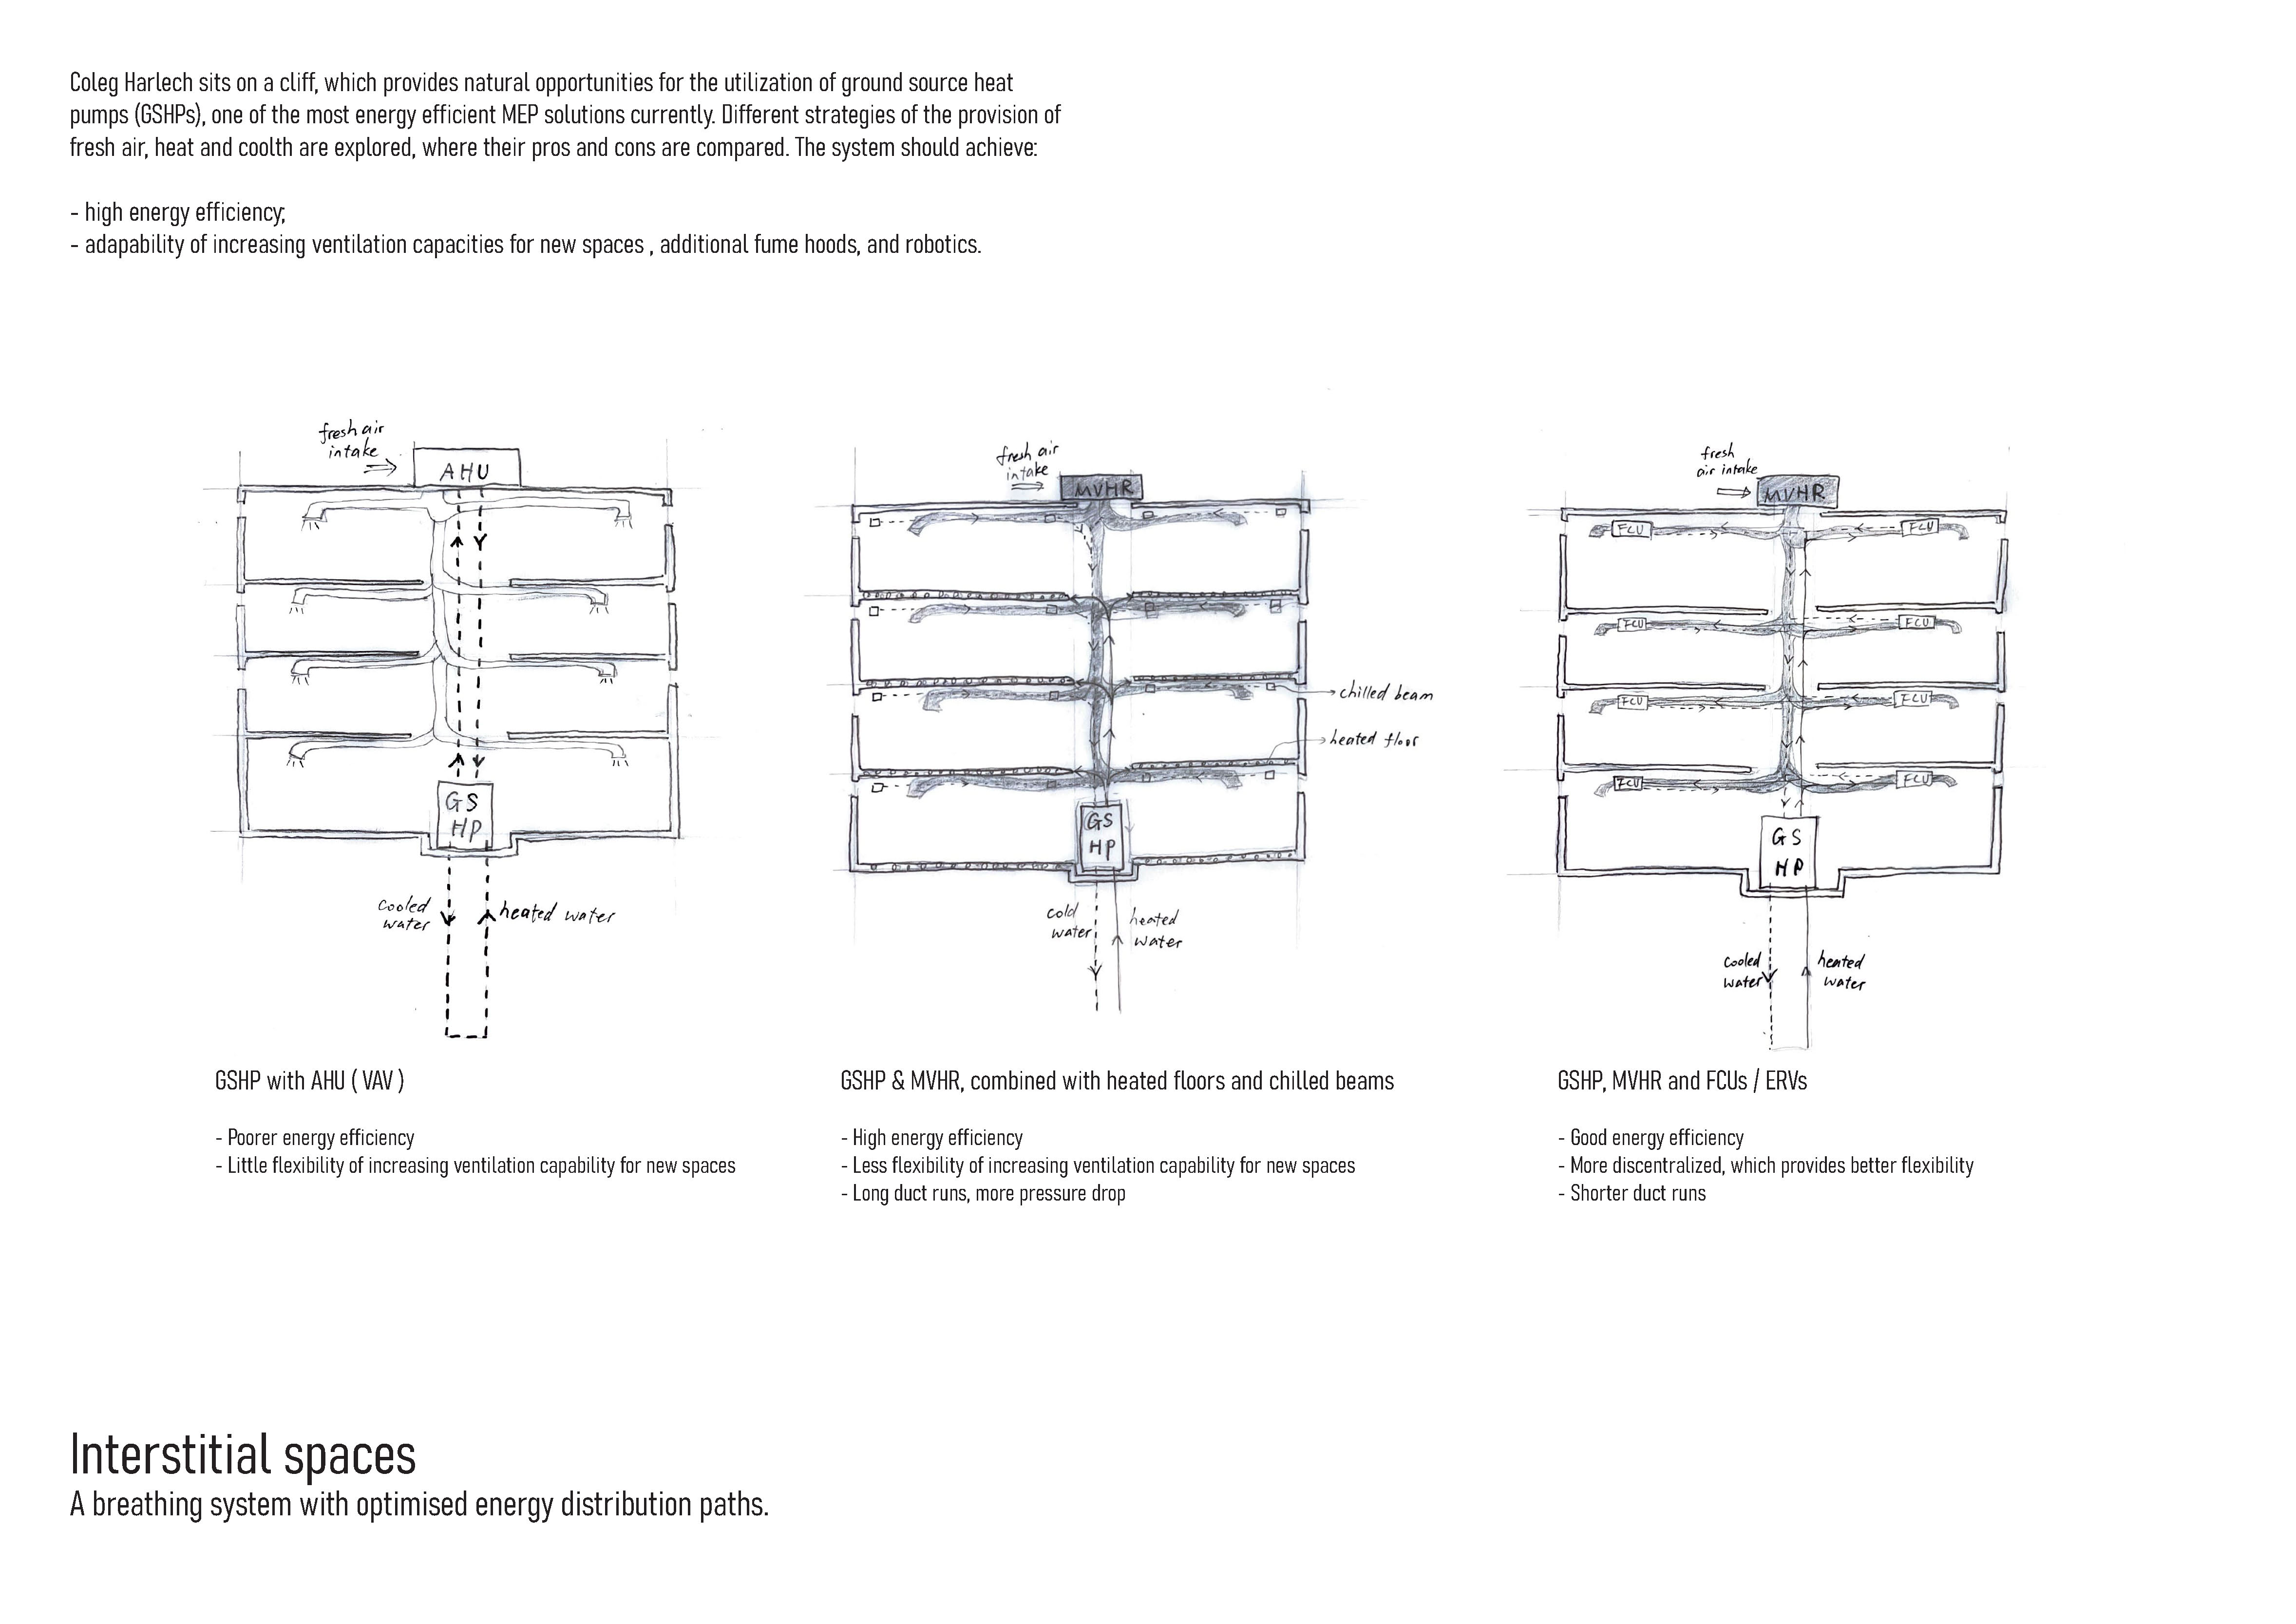 Coleg Harlech sits on a cliff, which provides natural opportunities for the utilization of ground source heat
pumps (GSHPs), one of the most energy efficient MEP solutions currently. Different strategies of the provision of
fresh air, heat and coolth are explored, where their pros and cons are compared. The system should achieve:
- high energy efficiency;
- adapability of increasing ventilation capacities for new spaces , additional fume hoods, and robotics.
fresh air
intake
AHU
GS
HP
cooled
water
heated water
fresh air
intake
MVHR
chilled beam
heated floor
GS
HP
cold
water
heated
water
fresh
air intake
MVHR
FCU
FCU
FCU
FCU
FCU
FCU
FCU
FCU
GS
HP
cooled
water
heated
water
GSHP with AHU ( VAV )
- Poorer energy efficiency
- Little flexibility of increasing ventilation capability for new spaces
GSHP & MVHR, combined with heated floors and chilled beams
- High energy efficiency
- Less flexibility of increasing ventilation capability for new spaces
- Long duct runs, more pressure drop
GSHP, MVHR and FCUs / ERVs
- Good energy efficiency
- More discentralized, which provides better flexibility
- Shorter duct runs
Interstitial spaces
A breathing system with optimised energy distribution paths.